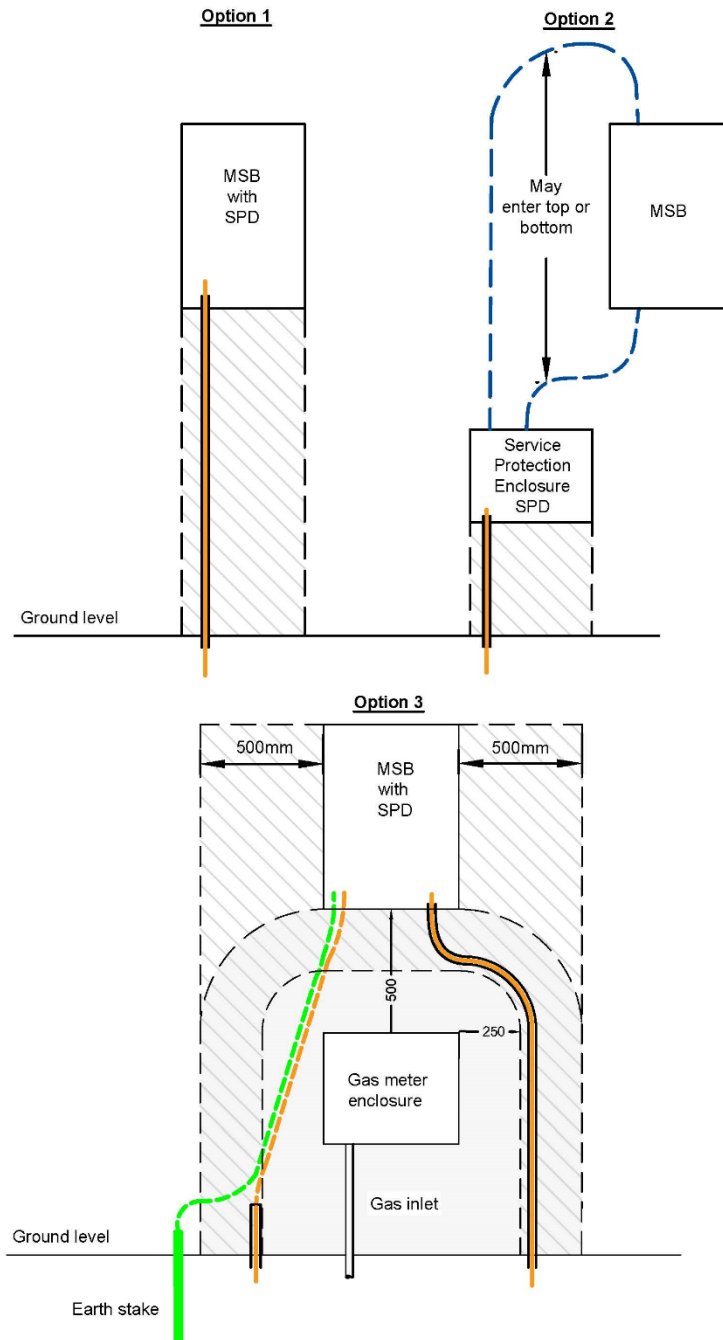 Option 1
Option 2
MSB
with
SPD
May
enter top or
bottom
MSB
Service
Protection
Enclosure
SPD
Ground level
Option 3
500mm
500mm
MSB
with
SPD
500
250
Gas meter
enclosure
Gas inlet
Ground level
Earth stake